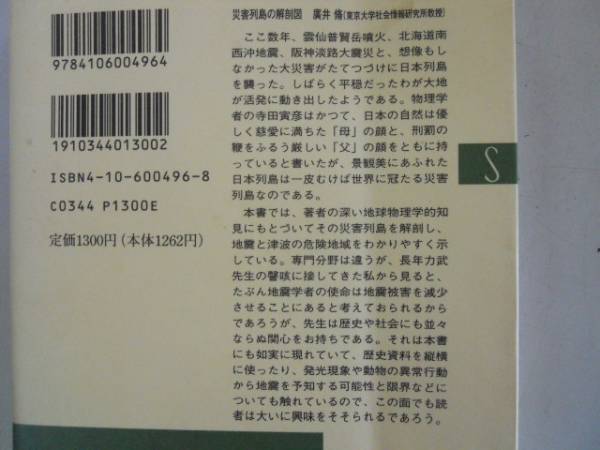 災害列島の解剖図 廣井 脩(東京大学社会情報研究所教授)
ここ数年、雲仙普賢岳噴火、北海道南
西沖地震、阪神淡路大震災と、想像もし
なかった大災害がたてつづけに日本列島
を襲った。しばらく平穏だったわが大地
が活発に動き出したようである。物理学
者の寺田寅彦はかつて、日本の自然は優
しく慈愛に満ちた「母」の顔と、刑罰の
鞭をふるう厳しい「父」の顔をともに持
っていると書いたが、景観美にあふれた
日本列島は一皮むけば世界に冠たる災害
列島なのである。
本書では、著者の深い地球物理学的知
見にもとづいてその災害列島を解剖し、
地震と津波の危険地域をわかりやすく示
している。専門分野は違うが、長年力武
先生の謦咳に接してきた私から見ると、
たぶん地震学者の使命は地震被害を減少
させることにあると考えておられるから
であろうが、先生は歴史や社会にも並々
ならぬ関心をお持ちである。それは本書
にも如実に現れていて、歴史資料を縦横
に使ったり、発光現象や動物の異常行動
から地震を予知する可能性と限界などに
ついても触れているので、この面でも読
者は大いに興味をそそられるであろう。
9784106004964
1910344013002
ISBN4-10-600496-8
C0344 P1300E
定価1300円(本体1262円)
S